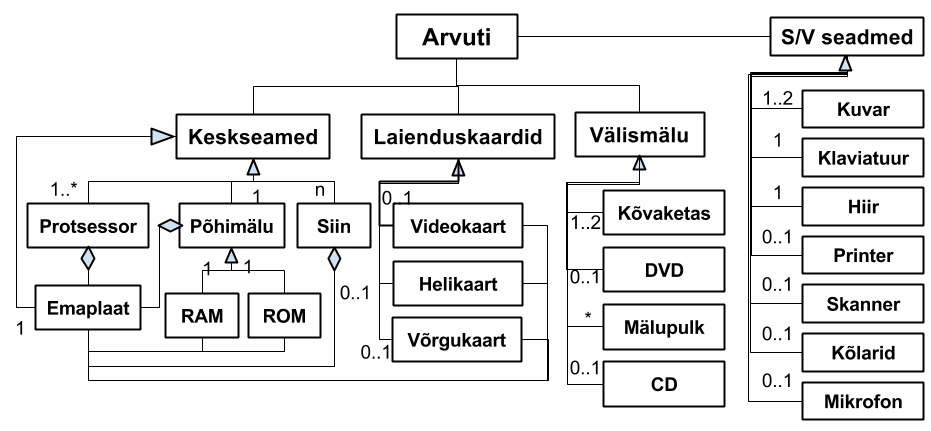 Arvuti
S/V seadmed
Keskseamed
Laienduskaardid
Välismälu
1..*
1
n
Protsessor
Põhimälu
Siin
1
1
Emaplaat
1
RAM
ROM
0..1
Videokaart
0..1
Helikaart
0..1
Võrgukaart
1..2
Kõvaketas
0..1
DVD
*
Mälupulk
0..1
CD
1..2
Kuvar
1
Klaviatuur
1
Hiir
0..1
Printer
0..1
Skanner
0..1
Kõlarid
0..1
Mikrofon